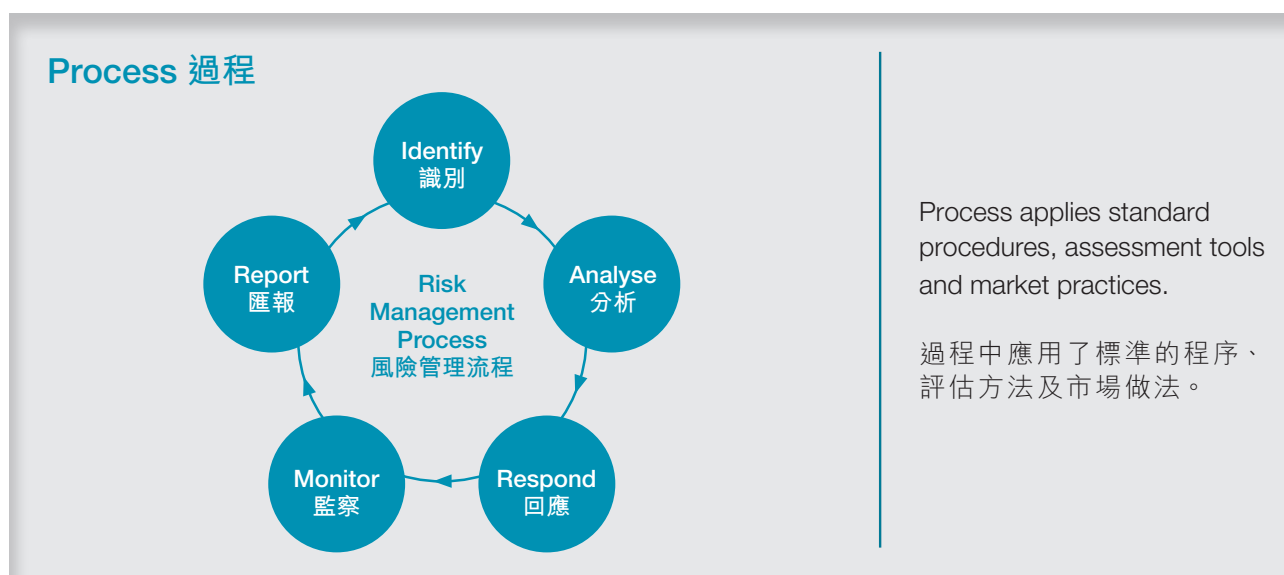 Process 過程
Identify
識別
Analyse
分析
Respond
回應
Monitor
監察
Report
匯報
Risk
Management
Process
風險管理流程
Process applies standard
procedures, assessment tools
and market practices.
過程中應用了標準的程序、
評估方法及市場做法。